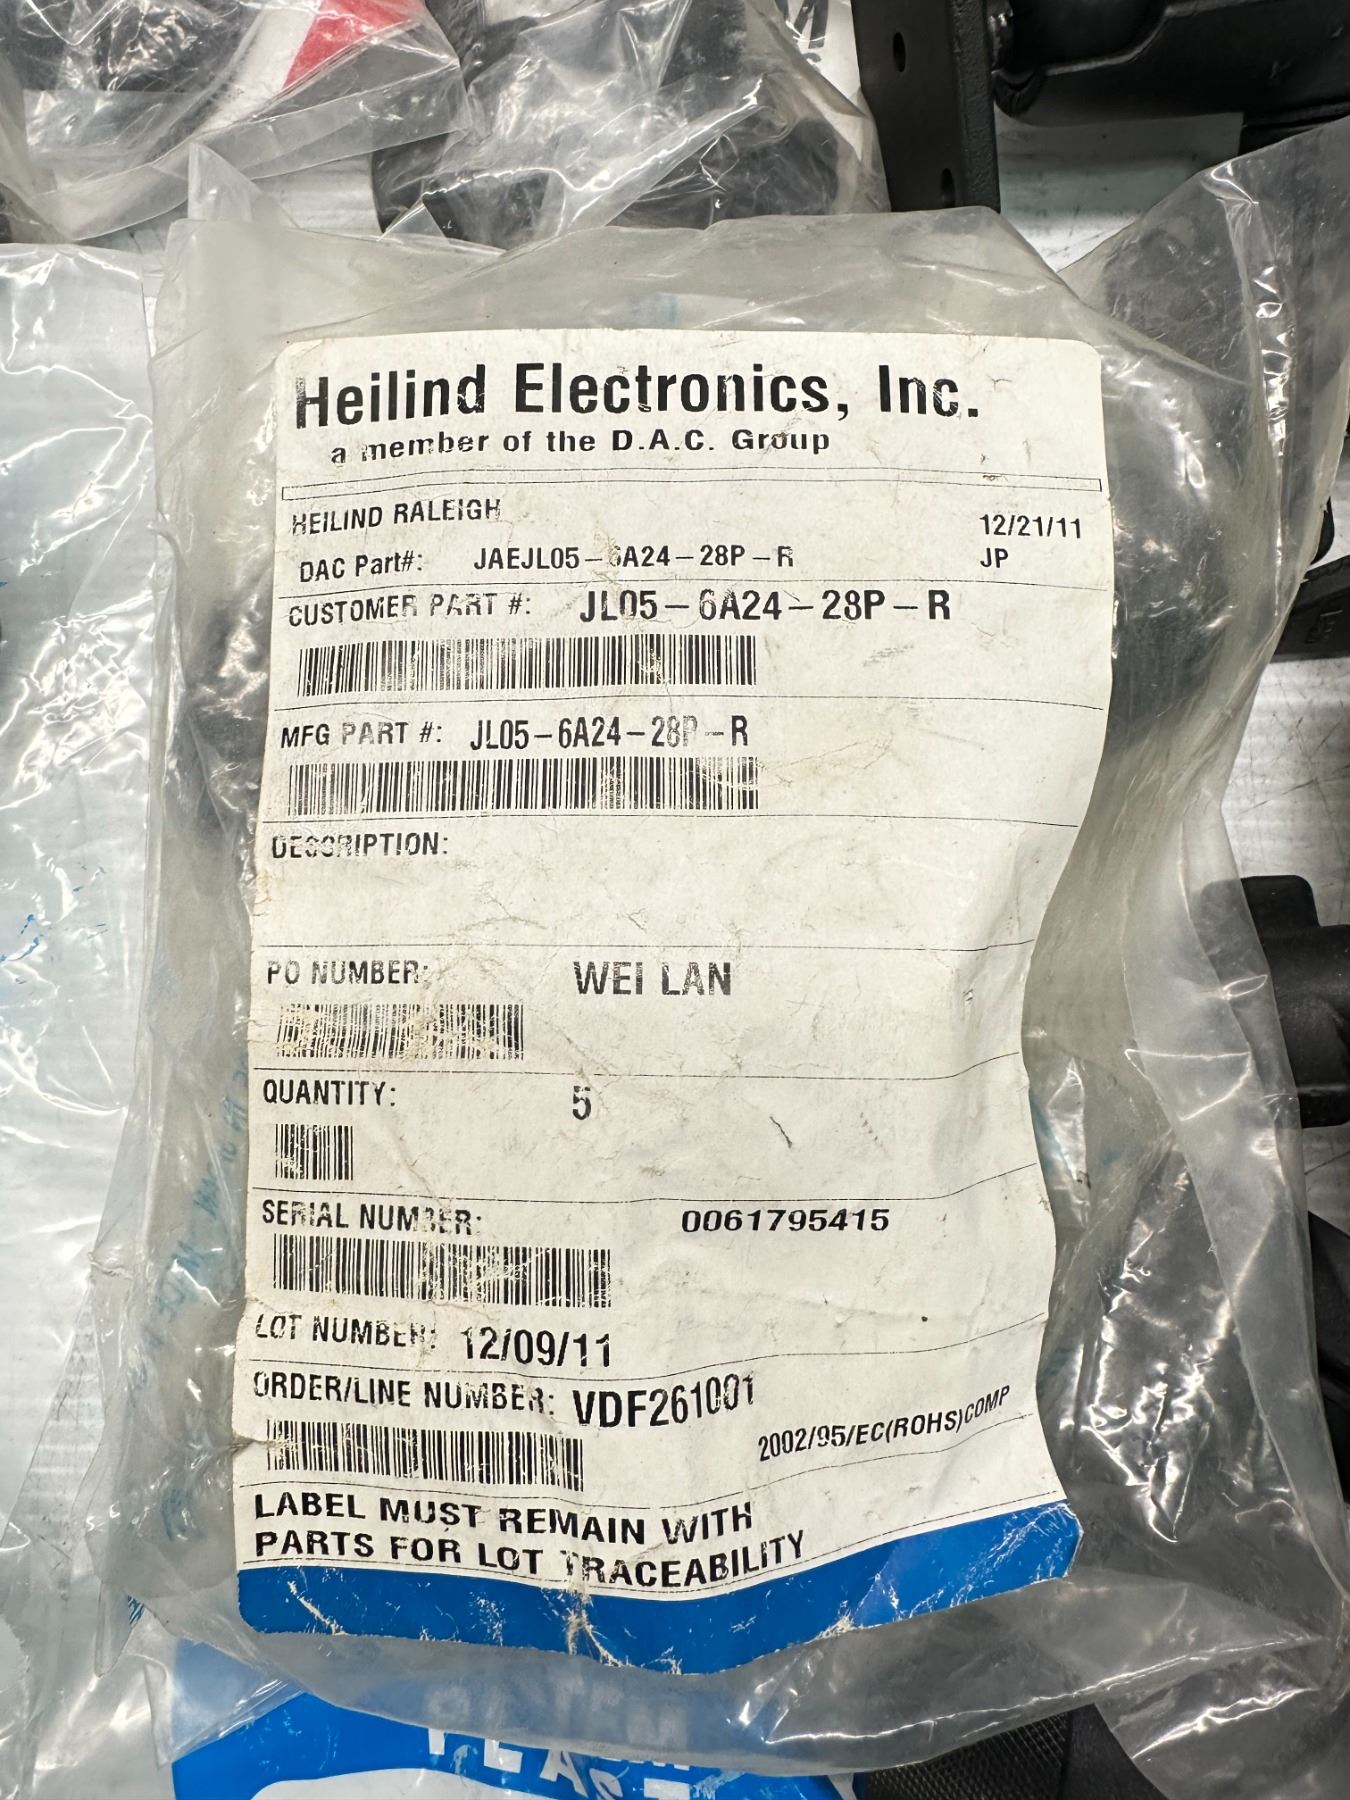 Heilind Electronics, Inc.
a member of the D.A.C. Group
HEILIND RALEIGH 12/21/11
DAC Part#: JAEJL05-6A24-28P-R JP
CUSTOMER PART #: JL05-6A24-28P-R
MFG PART #: JL05-6A24-28P-R
DESCRIPTION:
PO NUMBER: WEI LAN
QUANTITY: 5
SERIAL NUMBER: 0061795415
LOT NUMBER: 12/09/11
ORDER/LINE NUMBER: VDF261001
2002/95/EC(ROHS)COMP
LABEL MUST REMAIN WITH
PARTS FOR LOT TRACEABILITY